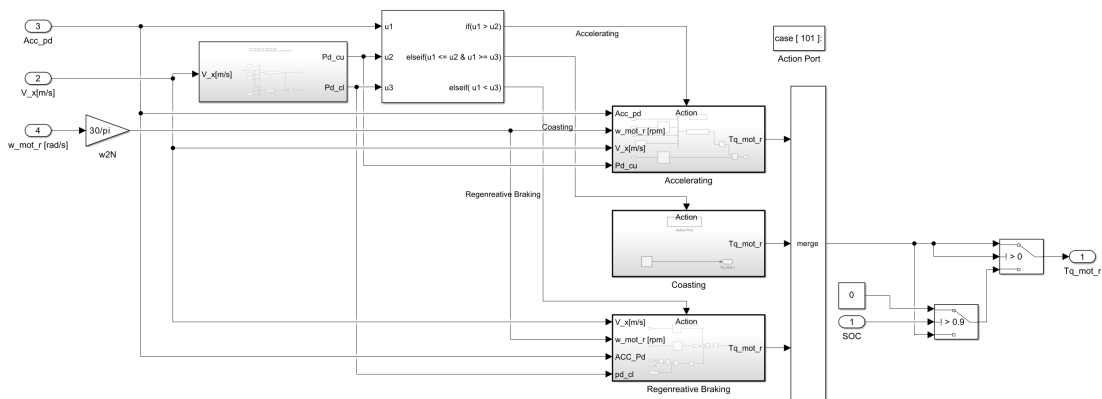 3
Acc_pd
2
V_x[m/s]
4
w_mot_r [rad/s]
30/pi
w2N
V_x[m/s]
Pd_cu
Pd_cl
u1
u2
u3
if(u1 > u2)
elseif(u1 <= u2 & u1 >= u3)
elseif( u1 < u3)
Accelerating
Coasting
Regenreative Braking
case [ 101 ]:
Action Port
Action
Acc_pd
w_mot_r [rpm]
V_x[m/s]
Pd_cu
Tq_mot_r
Accelerating
Action
Action Port
Tq_mot_r
Tq_mot_r
Coasting
Action
V_x[m/s]
w_mot_r [rpm]
ACC_Pd
pd_cl
Tq_mot_r
Regenreative Braking
merge
0
1
SOC
> 0.9
> 0
1
Tq_mot_r